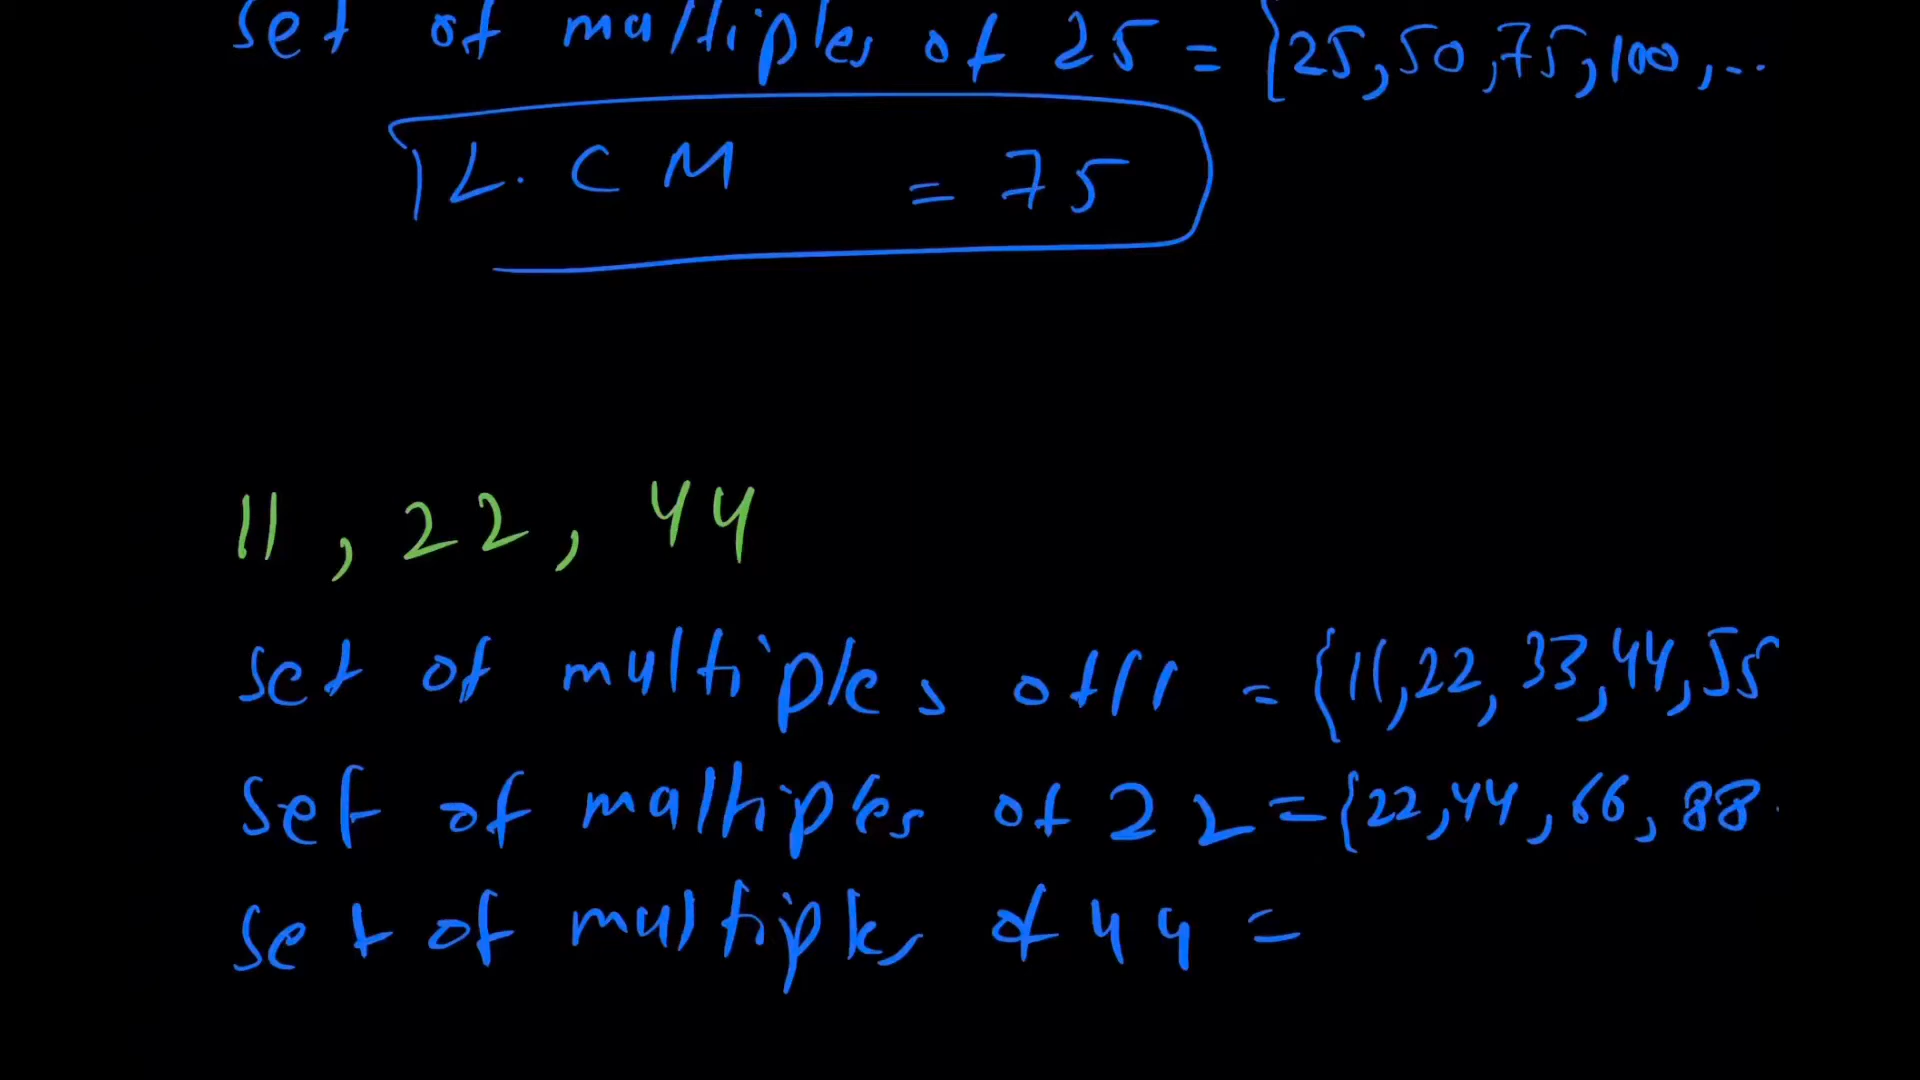 set of multiples of 25 = {25,50,75,100,...
L.CM = 75
11, 22, 44
set of multiples of 11 = {11,22,33,44,55
set of multiples of 22 = {22,44,66,88.
set of multiples of 44 =